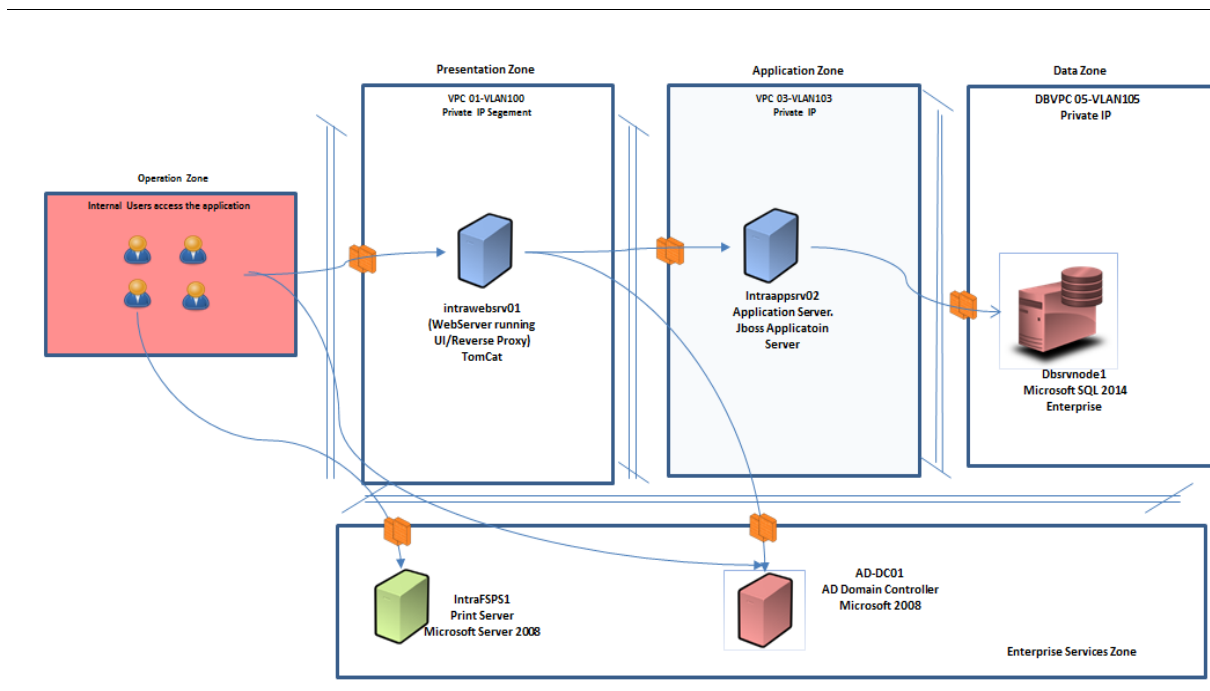 Presentation Zone
VPC 01-VLAN100
Private IP Segement
Application Zone
VPC 03-VLAN103
Private IP
Data Zone
DBVPC 05-VLAN105
Private IP
Operation Zone
Internal Users access the application
intrawebsrv01
(WebServer running
UI/Reverse Proxy)
TomCat
Intraappsrv02
Application Server.
Jboss Applicatoin
Server
Dbsrvnode1
Microsoft SQL 2014
Enterprise
IntraFSPS1
Print Server
Microsoft Server 2008
AD-DC01
AD Domain Controller
Microsoft 2008
Enterprise Services Zone